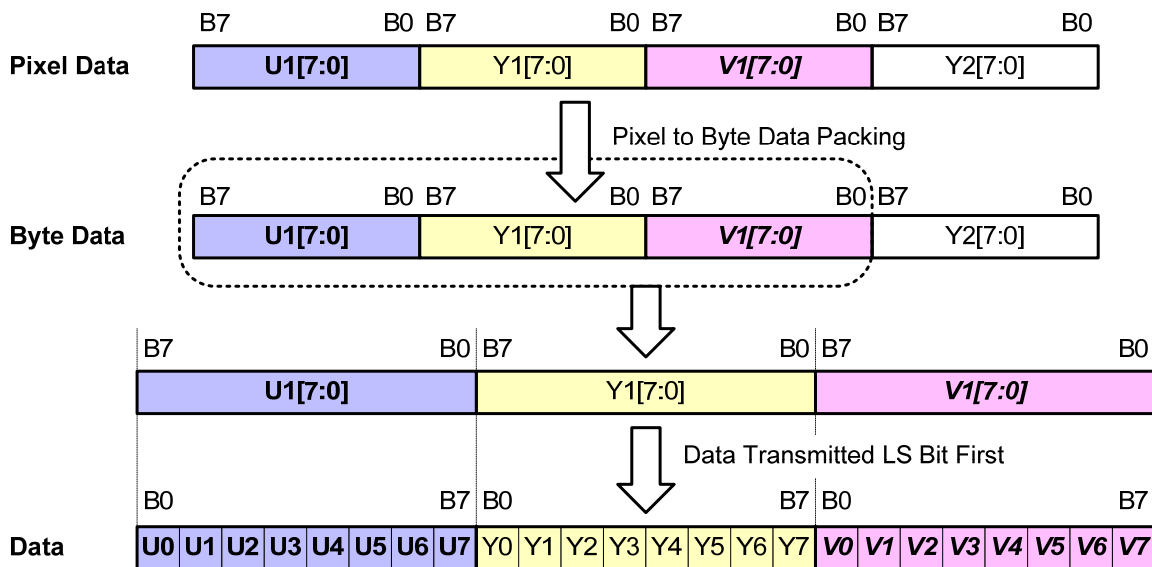 B7 B0 B7 B0 B7 B0 B7 B0
Pixel Data U1[7:0] Y1[7:0] V1[7:0] Y2[7:0]
Pixel to Byte Data Packing
B7 B0 B7 B0 B7 B0 B7 B0
Byte Data U1[7:0] Y1[7:0] V1[7:0] Y2[7:0]
B7 B0 B7 B0 B7 B0
U1[7:0] Y1[7:0] V1[7:0]
Data Transmitted LS Bit First
B0 B7 B0 B7 B0 B7
Data U0 U1 U2 U3 U4 U5 U6 U7 Y0 Y1 Y2 Y3 Y4 Y5 Y6 Y7 V0 V1 V2 V3 V4 V5 V6 V7